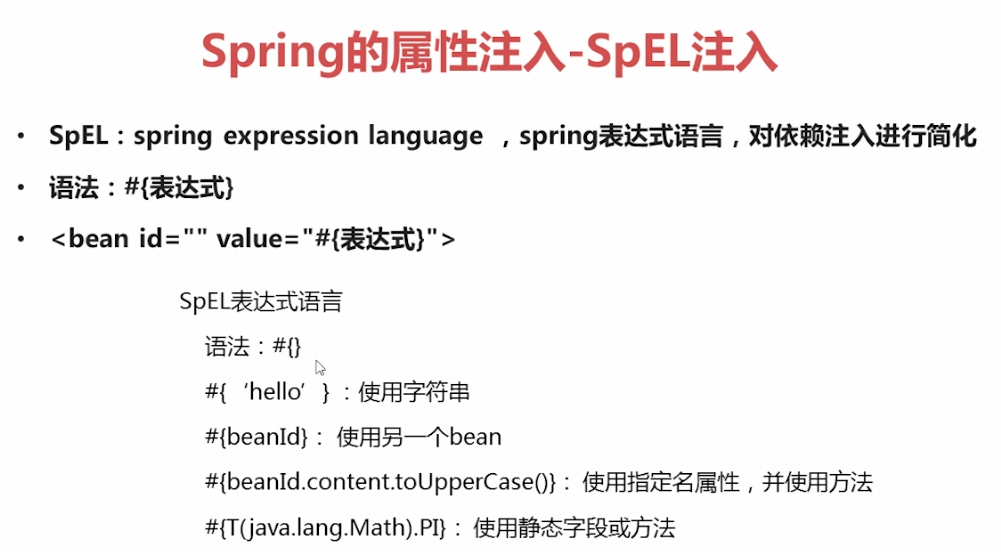 Spring的属性注入-SpEL注入
• SpEL：spring expression language ，spring表达式语言，对依赖注入进行简化
• 语法：#{表达式}
• <bean id="" value="#{表达式}">
SpEL表达式语言
语法：#{}
#{‘hello’}：使用字符串
#{beanId}：使用另一个bean
#{beanId.content.toUpperCase()}：使用指定名属性，并使用方法
#{T(java.lang.Math).PI}：使用静态字段或方法